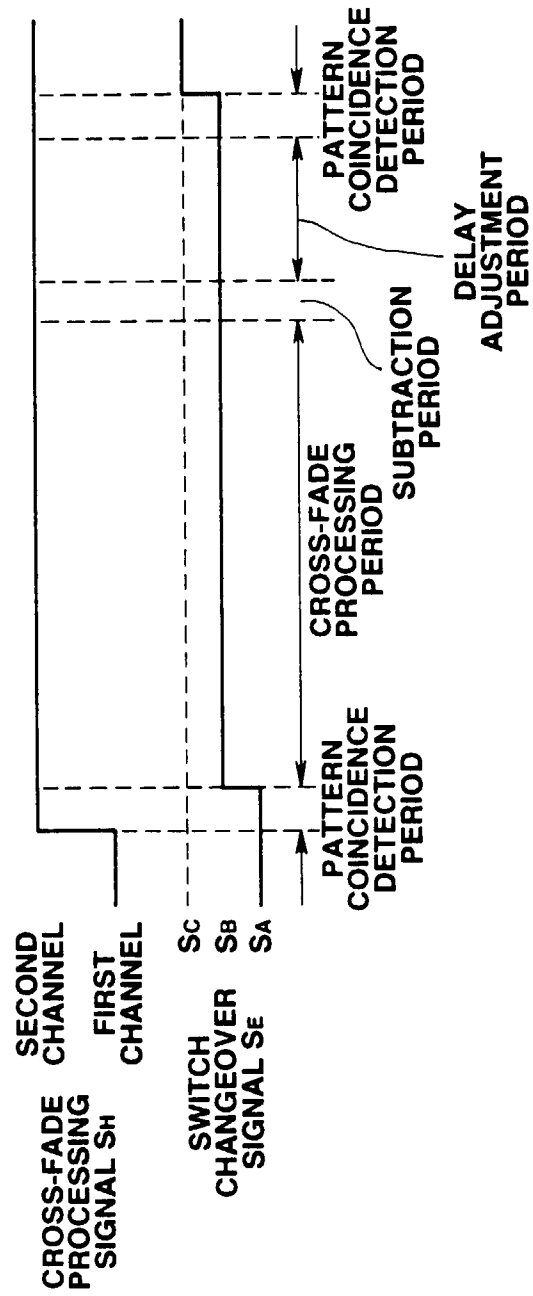 CROSS-FADE
PROCESSING
SIGNAL SH
SECOND
CHANNEL
FIRST
CHANNEL
SWITCH
CHANGEOVER
SIGNAL SE
SC
SB
SA
PATTERN
COINCIDENCE
DETECTION
PERIOD
CROSS-FADE
PROCESSING
PERIOD
SUBTRACTION
PERIOD
DELAY
ADJUSTMENT
PERIOD
PATTERN
COINCIDENCE
DETECTION
PERIOD